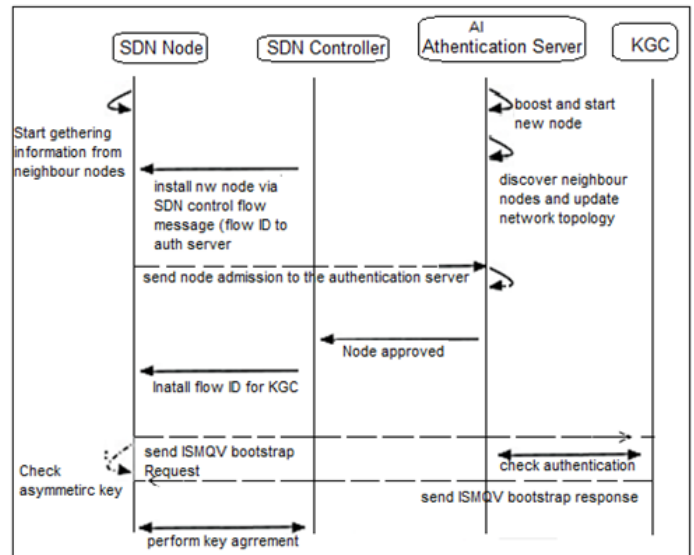 AI
SDN Node
SDN Controller
Athentication Server
KGC
boost and start
new node
Start gethering
information from
neighbour nodes
install nw node via
SDN control flow
message (flow ID to
auth server
discover neighbour
nodes and update
network topology
send node admission to the authentication server
Node approved
Inatall flow ID for KGC
send ISMQV bootstrap
Request
Check
asymmetirc key
check authentication
send ISMQV bootstrap response
perform key agrrement